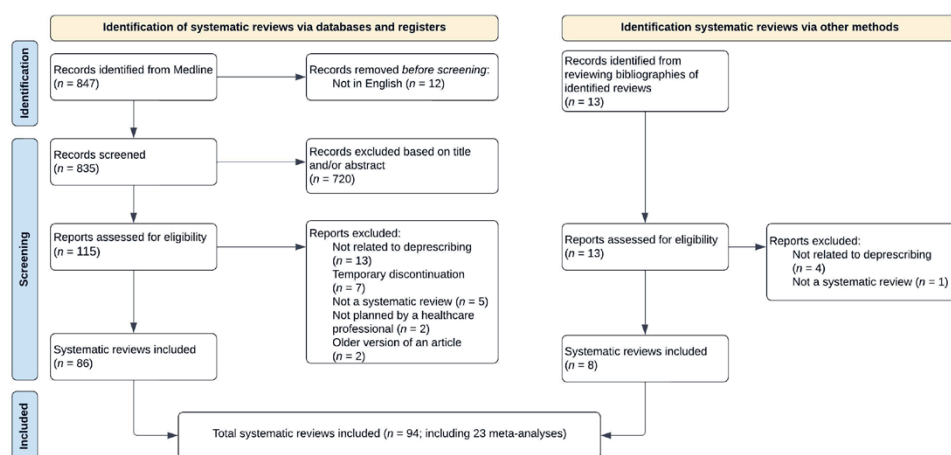 Identification of systematic reviews via databases and registers
Identification systematic reviews via other methods
Identification
Records identified from Medline
(n = 847)
Records removed before screening:
Not in English (n = 12)
Records identified from
reviewing bibliographies of
identified reviews
(n = 13)
Screening
Records screened
(n = 835)
Records excluded based on title
and/or abstract
(n = 720)
Reports assessed for eligibility
(n = 115)
Reports excluded:
Not related to deprescribing
(n = 13)
Temporary discontinuation
(n = 7)
Not a systematic review (n = 5)
Not planned by a healthcare
professional (n = 2)
Older version of an article
(n = 2)
Reports assessed for eligibility
(n = 13)
Reports excluded:
Not related to deprescribing
(n = 4)
Not a systematic review (n = 1)
Systematic reviews included
(n = 86)
Systematic reviews included
(n = 8)
Included
Total systematic reviews included (n = 94; including 23 meta-analyses)